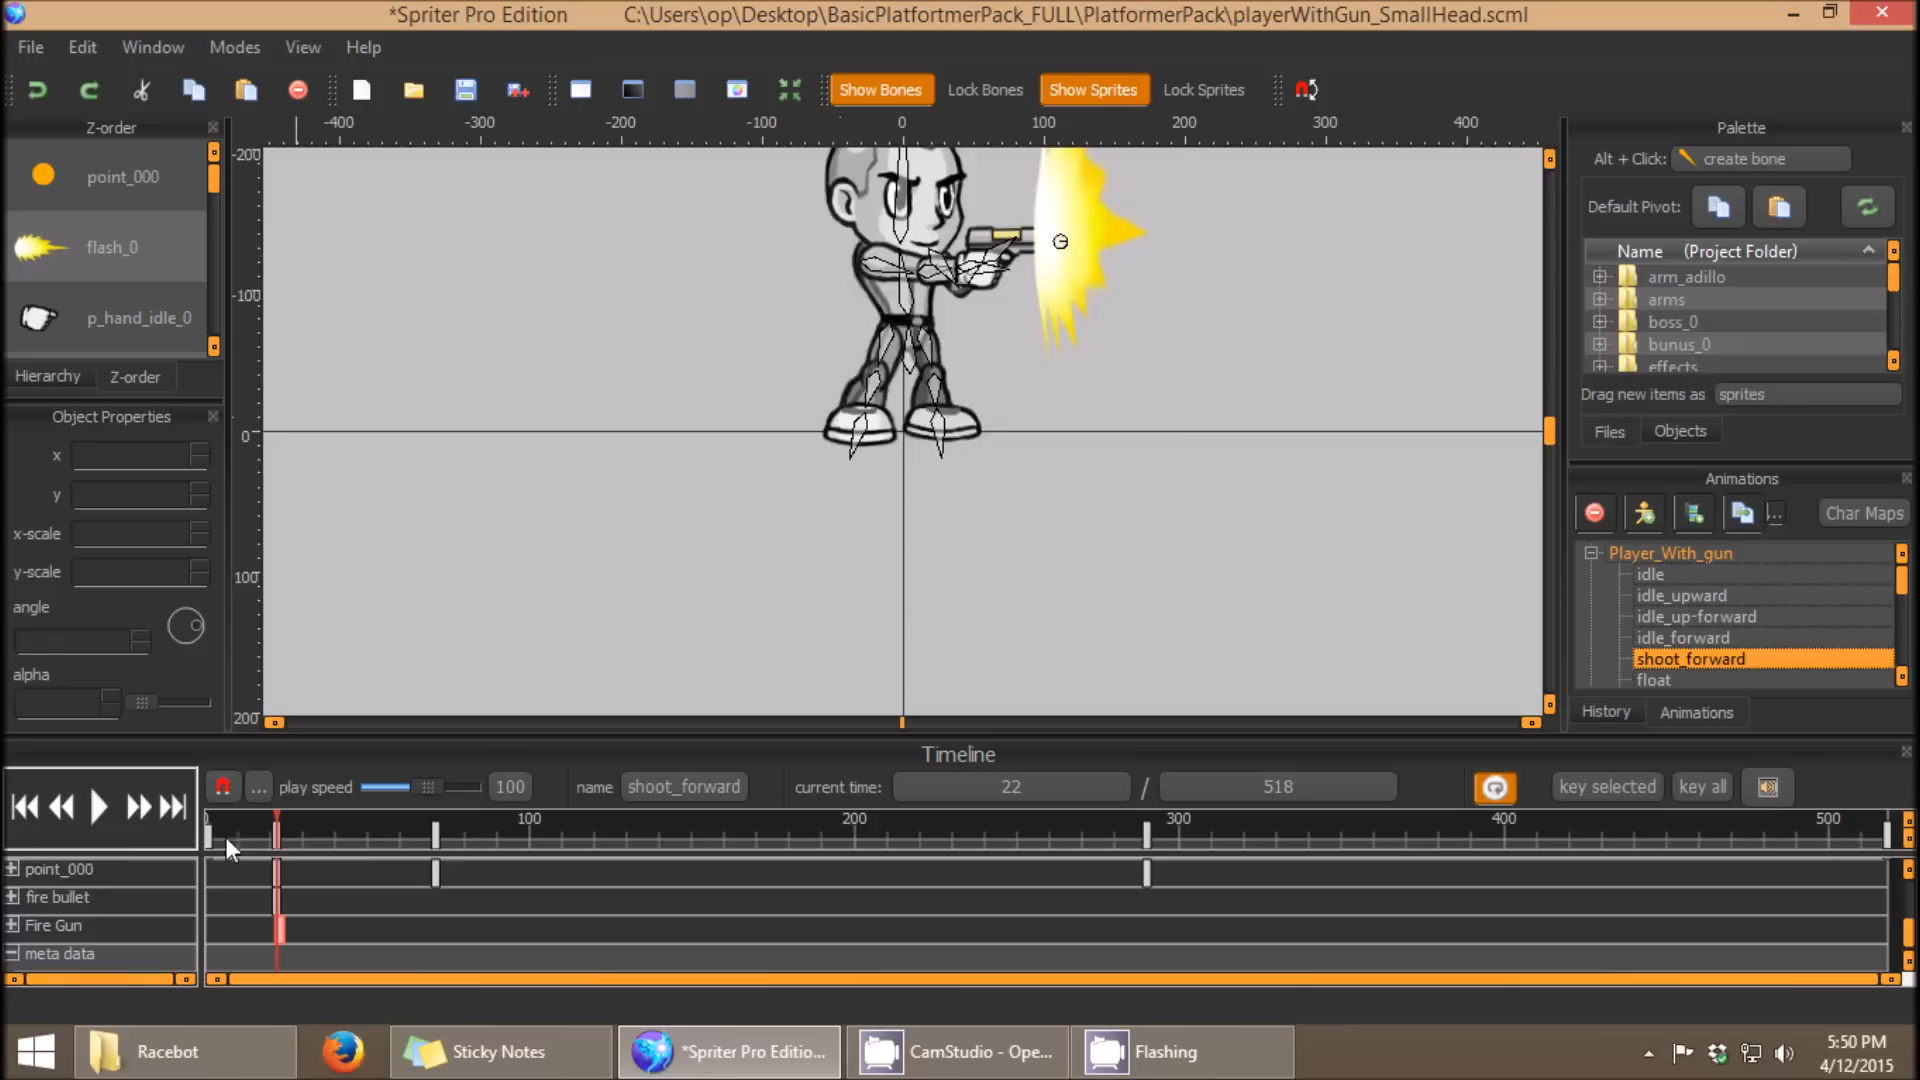 *Spriter Pro Edition C:\Users\op\Desktop\BasicPlatfortmerPack_FULL\PlatformerPack\playerWithGun_SmallHead.scml
File Edit Window Modes View Help
Show Bones Lock Bones Show Sprites Lock Sprites
Z-order
-400 -300 -200 -100 0 100 200 300 400
Palette
-200
-100
0
100
200
point_000
flash_0
p_hand_idle_0
Hierarchy Z-order
Object Properties
x
y
x-scale
y-scale
angle
alpha
Alt + Click: create bone
Default Pivot:
Name (Project Folder)
arm_adillo
arms
boss_0
bunus_0
effects
Drag new items as sprites
Files Objects
Animations
... Char Maps
Player_With_gun
idle
idle_upward
idle_up-forward
idle_forward
shoot_forward
float
History Animations
Timeline
... play speed 100 name shoot_forward current time: 22 / 518 key selected key all
0 100 200 300 400 500
point_000
fire bullet
Fire Gun
meta data
Racebot Sticky Notes *Spriter Pro Editio... CamStudio - Ope... Flashing
5:50 PM
4/12/2015